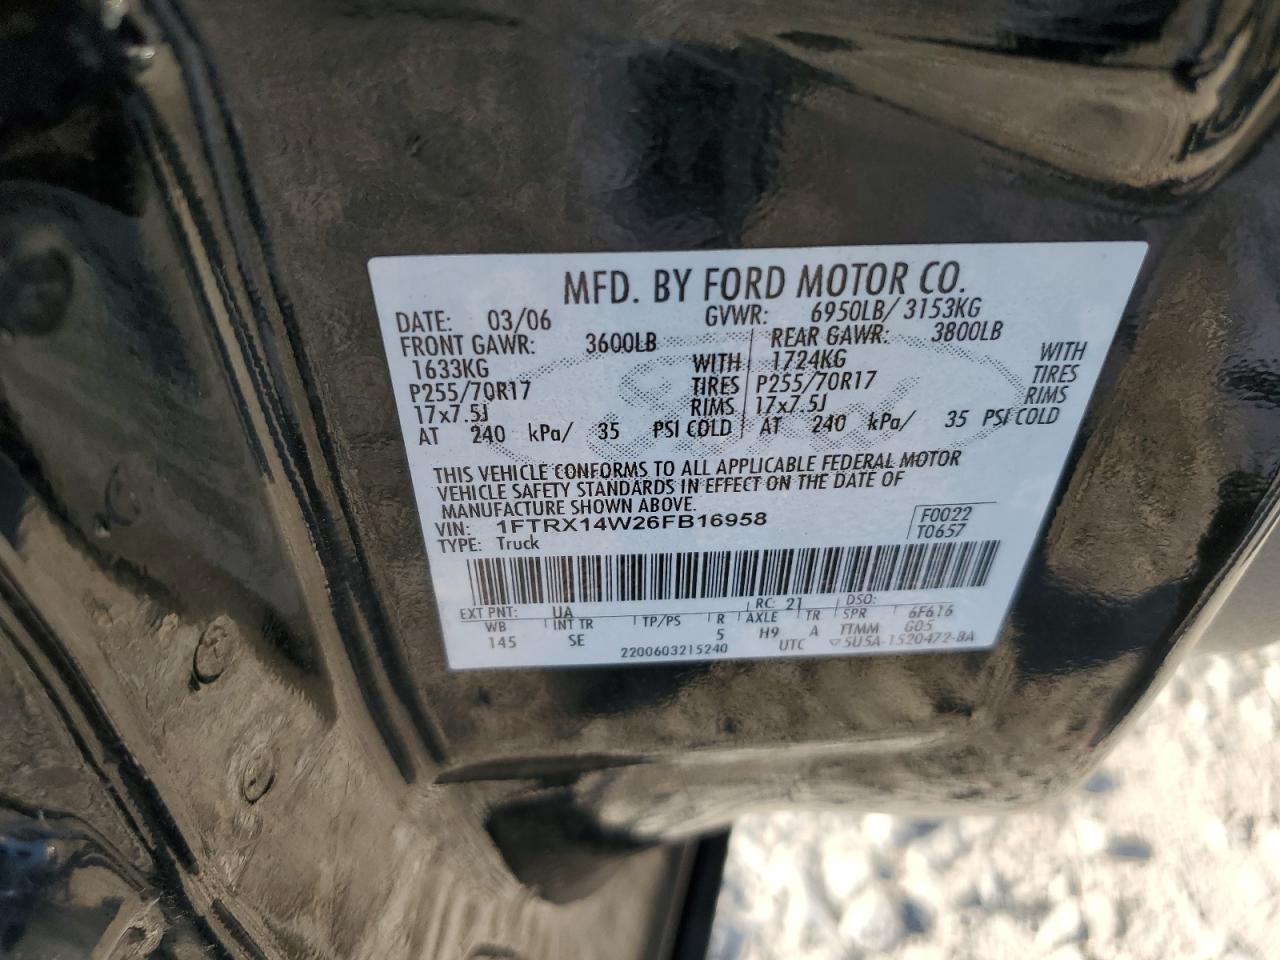 MFD. BY FORD MOTOR CO.
DATE: 03/06 GVWR: 6950LB/ 3153KG
FRONT GAWR: 3600LB REAR GAWR: 3800LB
1633KG WITH 1724KG WITH
P255/70R17 TIRES P255/70R17 TIRES
17x7.5J RIMS 17x7.5J RIMS
AT 240 kPa/ 35 PSI COLD AT 240 kPa/ 35 PSI COLD
THIS VEHICLE CONFORMS TO ALL APPLICABLE FEDERAL MOTOR
VEHICLE SAFETY STANDARDS IN EFFECT ON THE DATE OF
MANUFACTURE SHOWN ABOVE.
VIN: 1FTRX14W26FB16958 F0022
TYPE: Truck T0657
EXT PNT: UA RC: 21 DSO: 6F616
WB INT TR TP/PS R AXLE TR SPR G05
145 SE 5 H9 A TTMM
2200603215240 UTC ▽5U5A-1520472-BA